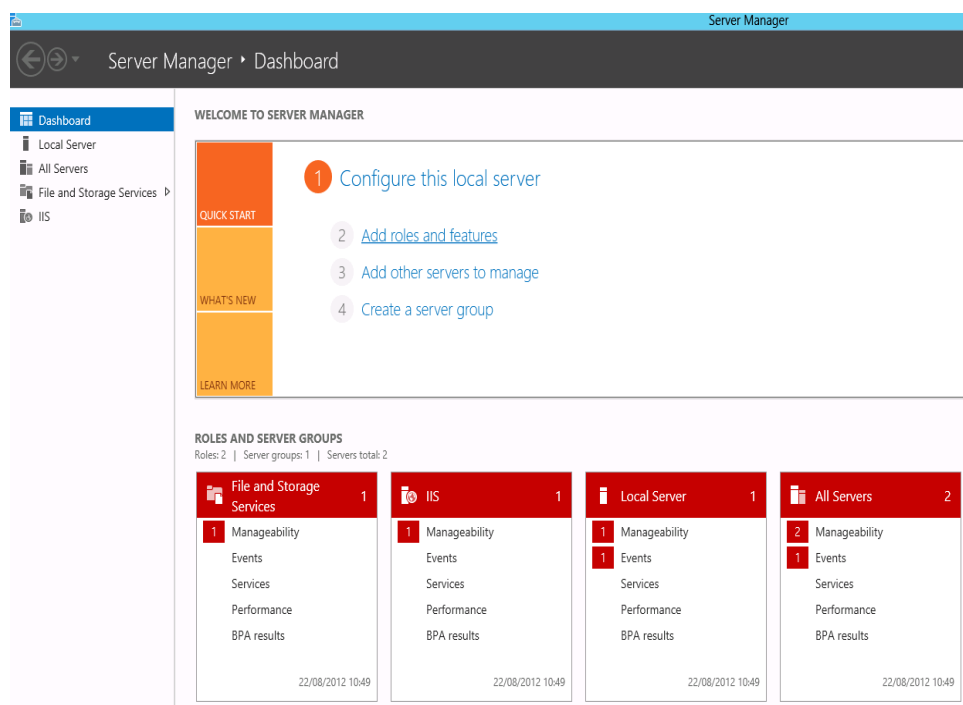 Server Manager
Server Manager ‣ Dashboard
Dashboard
Local Server
All Servers
File and Storage Services
IIS
WELCOME TO SERVER MANAGER
QUICK START
WHAT'S NEW
LEARN MORE
1 Configure this local server
2 Add roles and features
3 Add other servers to manage
4 Create a server group
ROLES AND SERVER GROUPS
Roles: 2 | Server groups: 1 | Servers total: 2
File and Storage
Services 1
1 Manageability
Events
Services
Performance
BPA results
22/08/2012 10:49
IIS 1
1 Manageability
Events
Services
Performance
BPA results
22/08/2012 10:49
Local Server 1
1 Manageability
1 Events
Services
Performance
BPA results
22/08/2012 10:49
All Servers 2
2 Manageability
1 Events
Services
Performance
BPA results
22/08/2012 10:49